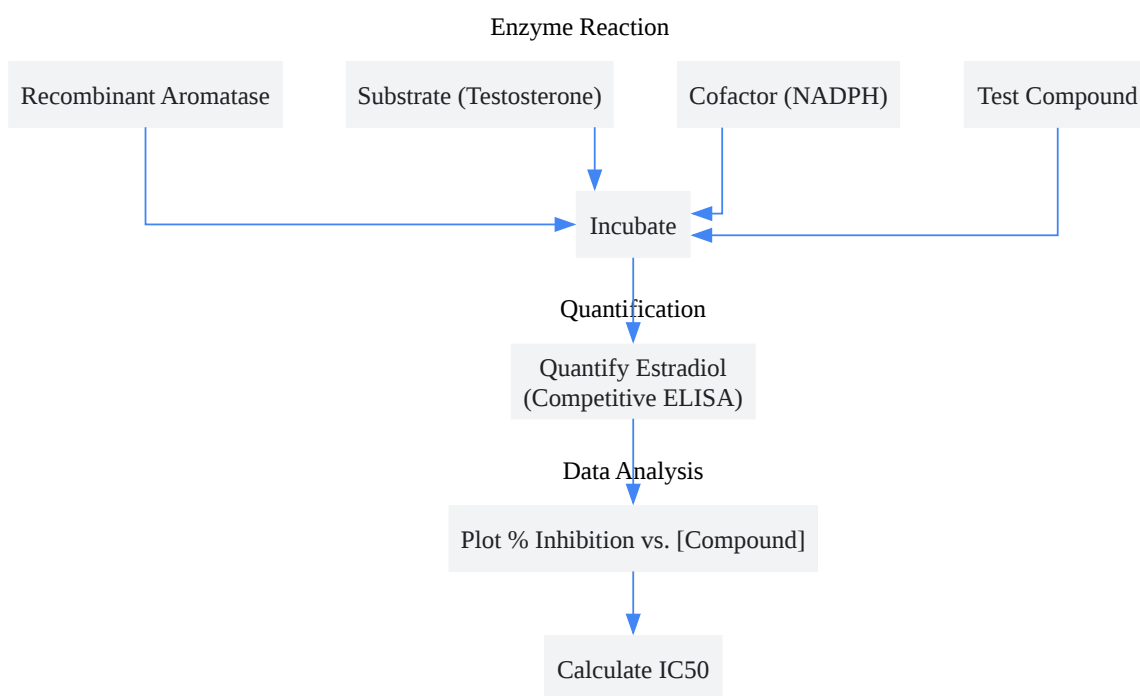 Enzyme Reaction
Recombinant Aromatase
Substrate (Testosterone)
Cofactor (NADPH)
Test Compound
Incubate
Quantification
Quantify Estradiol
(Competitive ELISA)
Data Analysis
Plot % Inhibition vs. [Compound]
Calculate IC50